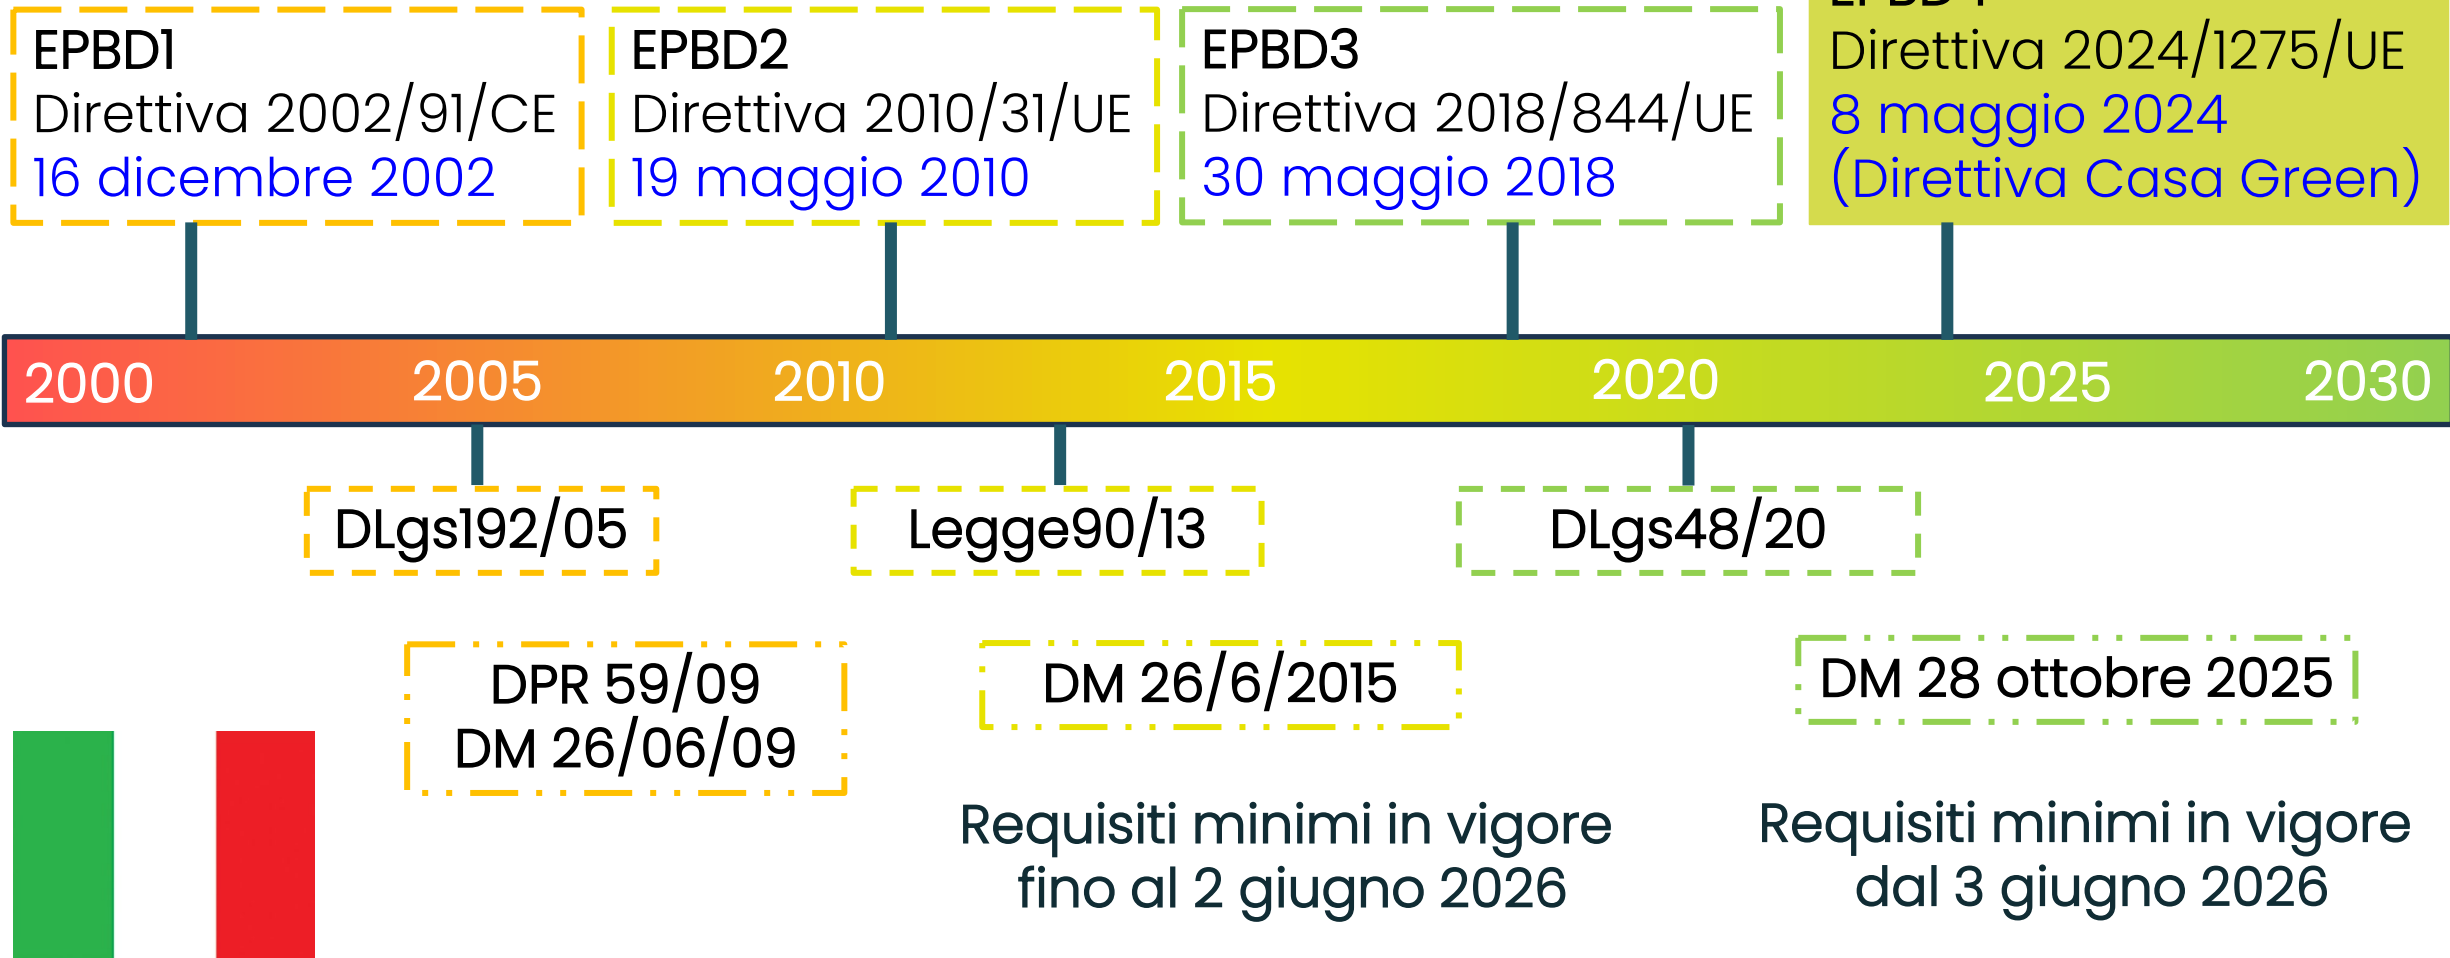 EPBD1
Direttiva 2002/91/CE
16 dicembre 2002
EPBD2
Direttiva 2010/31/UE
19 maggio 2010
EPBD3
Direttiva 2018/844/UE
30 maggio 2018
Direttiva 2024/1275/UE
8 maggio 2024
(Direttiva Casa Green)
2000 2005 2010 2015 2020 2025 2030
DLgs192/05
Legge90/13
DLgs48/20
DPR 59/09
DM 26/06/09
DM 26/6/2015
DM 28 ottobre 2025
Requisiti minimi in vigore
fino al 2 giugno 2026
Requisiti minimi in vigore
dal 3 giugno 2026